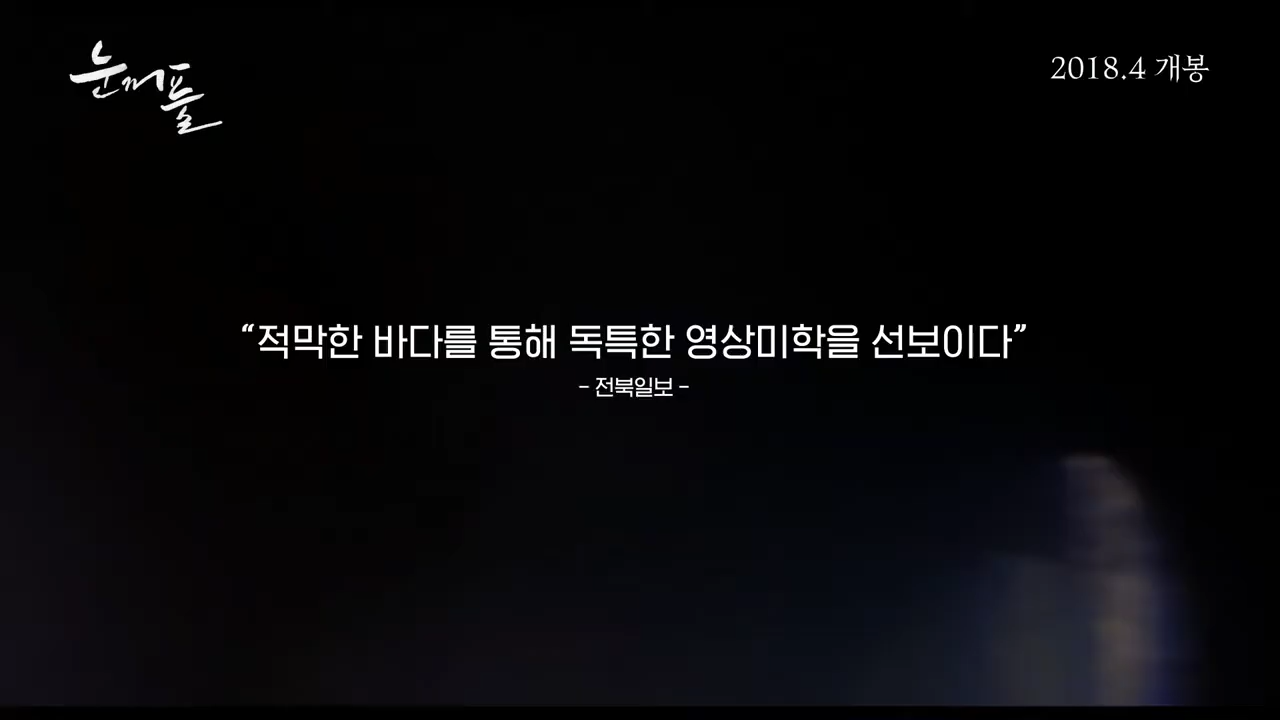 눈꺼풀
2018.4 개봉
“적막한 바다를 통해 독특한 영상미학을 선보이다”
- 전북일보 -